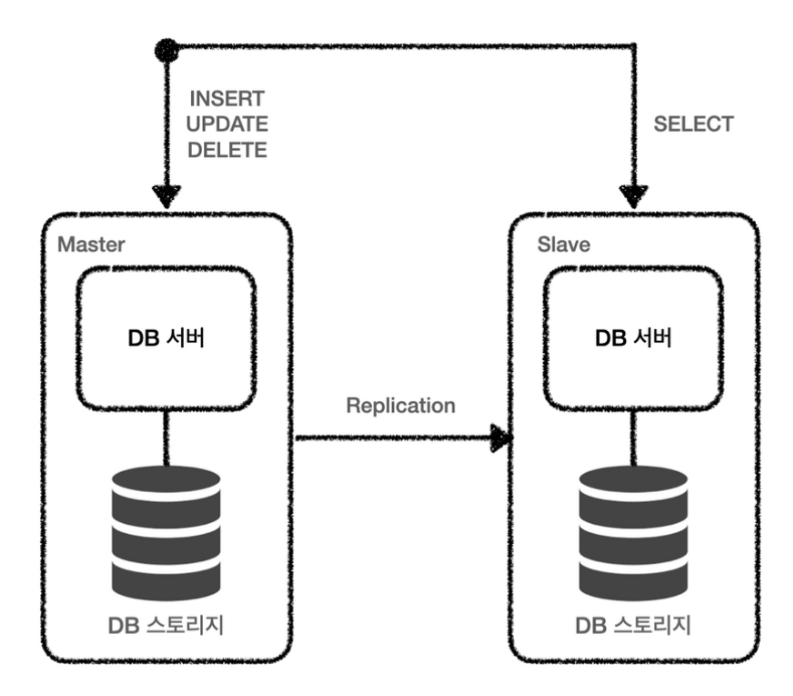 INSERT
UPDATE
DELETE
SELECT
Master
Slave
DB 서버
DB 서버
Replication
DB 스토리지
DB 스토리지